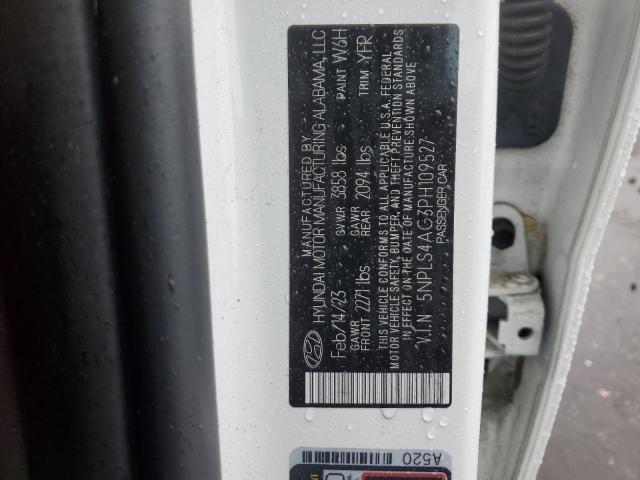 MANUFACTURED BY
HYUNDAI MOTOR MANUFACTURING ALABAMA, LLC
Feb/14/23 GVWR 3858 lbs PAINT W6H
GAWR FRONT 2271 lbs GAWR REAR 2094 lbs TRIM YFR
THIS VEHICLE CONFORMS TO ALL APPLICABLE U.S.A. FEDERAL
MOTOR VEHICLE SAFETY, BUMPER, AND THEFT PREVENTION STANDARDS
IN EFFECT ON THE DATE OF MANUFACTURE SHOWN ABOVE
V.I.N 5NPLS4AG3PH109527
PASSENGER CAR
A520